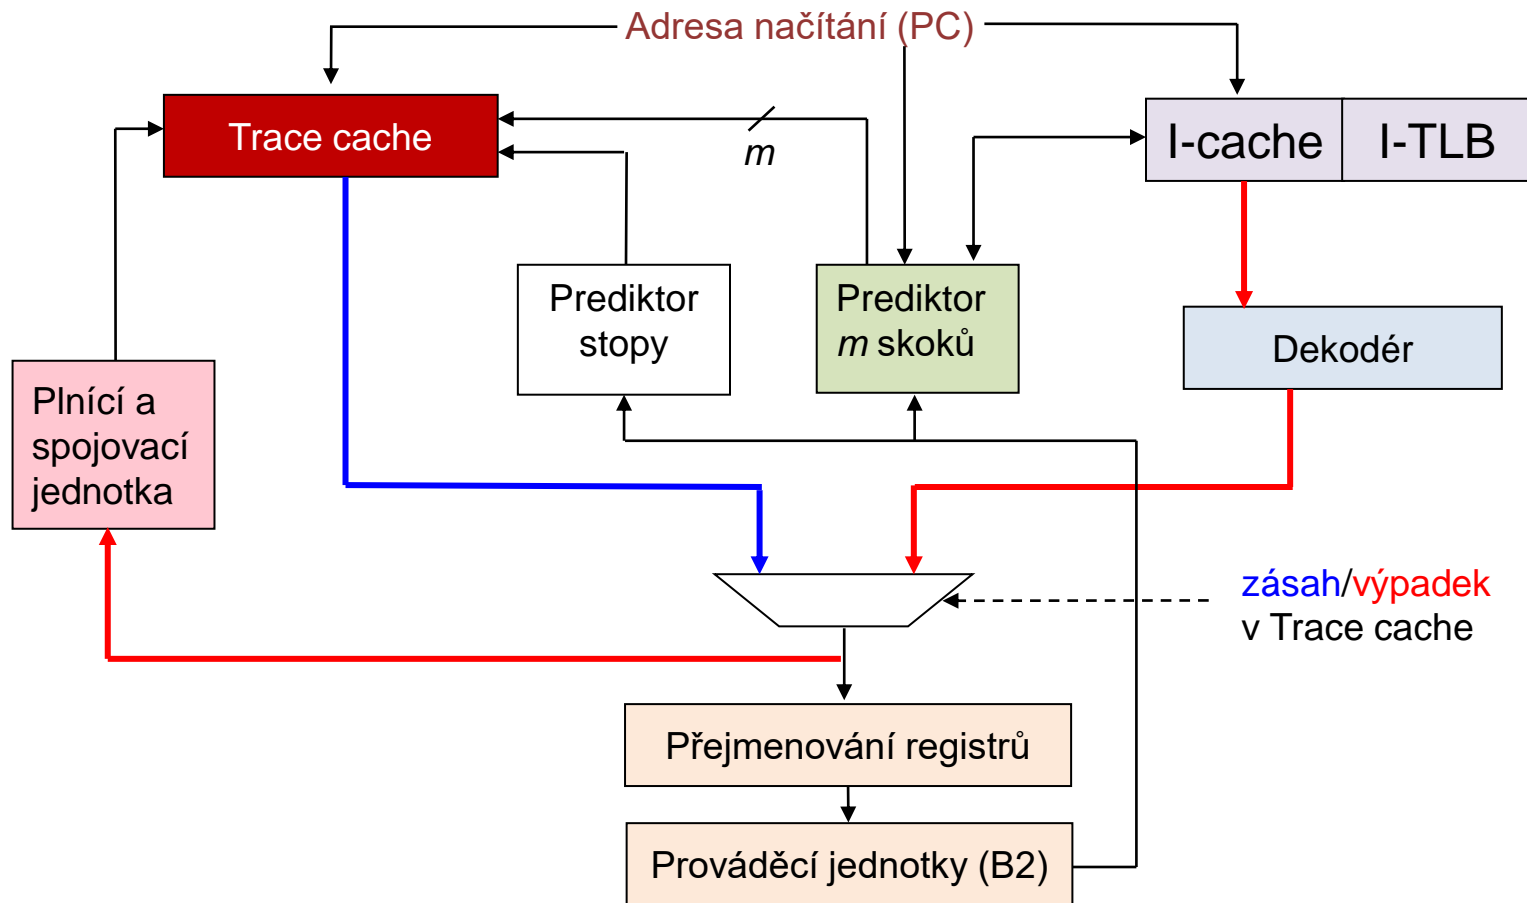 Adresa načítání (PC)
Trace cache
m
I-cache
I-TLB
Prediktor
stopy
Prediktor
m skoků
Dekodér
Plnící a
spojovací
jednotka
zásah/výpadek
v Trace cache
Přejmenování registrů
Prováděcí jednotky (B2)